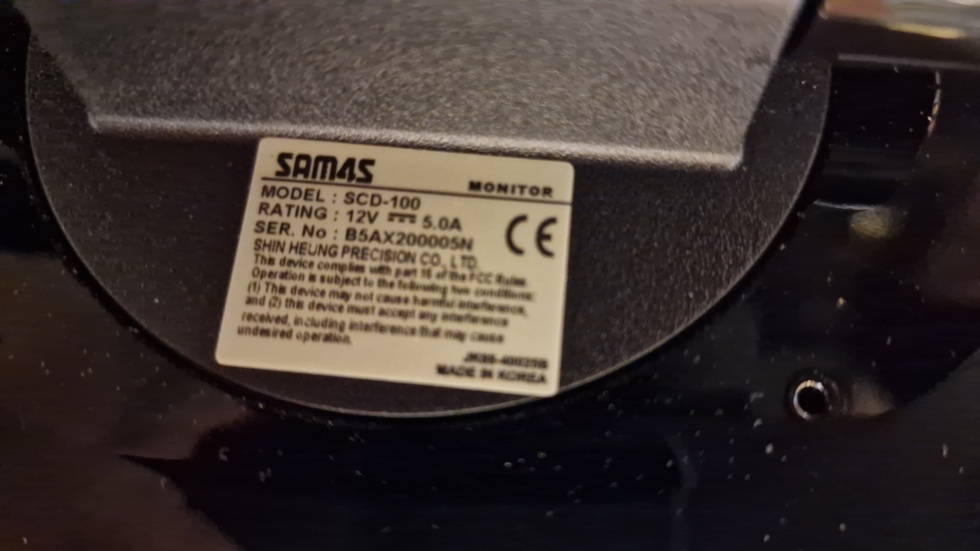 SAM4S
MONITOR
MODEL : SCD-100
RATING : 12V ⎓ 5.0A
SER. No : B5AX200005N
SHIN HEUNG PRECISION CO., LTD.
This device complies with part 15 of the FCC Rules.
Operation is subject to the following two conditions:
(1) This device may not cause harmful interference,
and (2) this device must accept any interference
received, including interference that may cause
undesired operation.
MADE IN KOREA